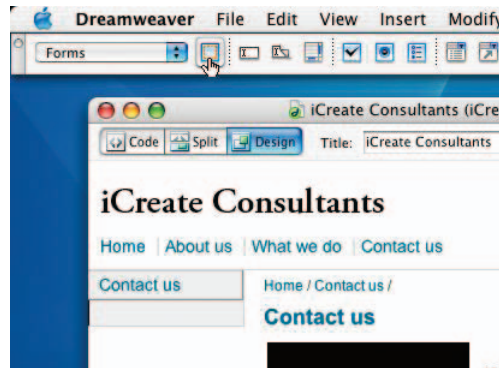 Dreamweaver File Edit View Insert Modify
Forms
iCreate Consultants (iCre
Code Split Design Title: iCreate Consultants
iCreate Consultants
Home About us What we do Contact us
Contact us Home / Contact us /
Contact us